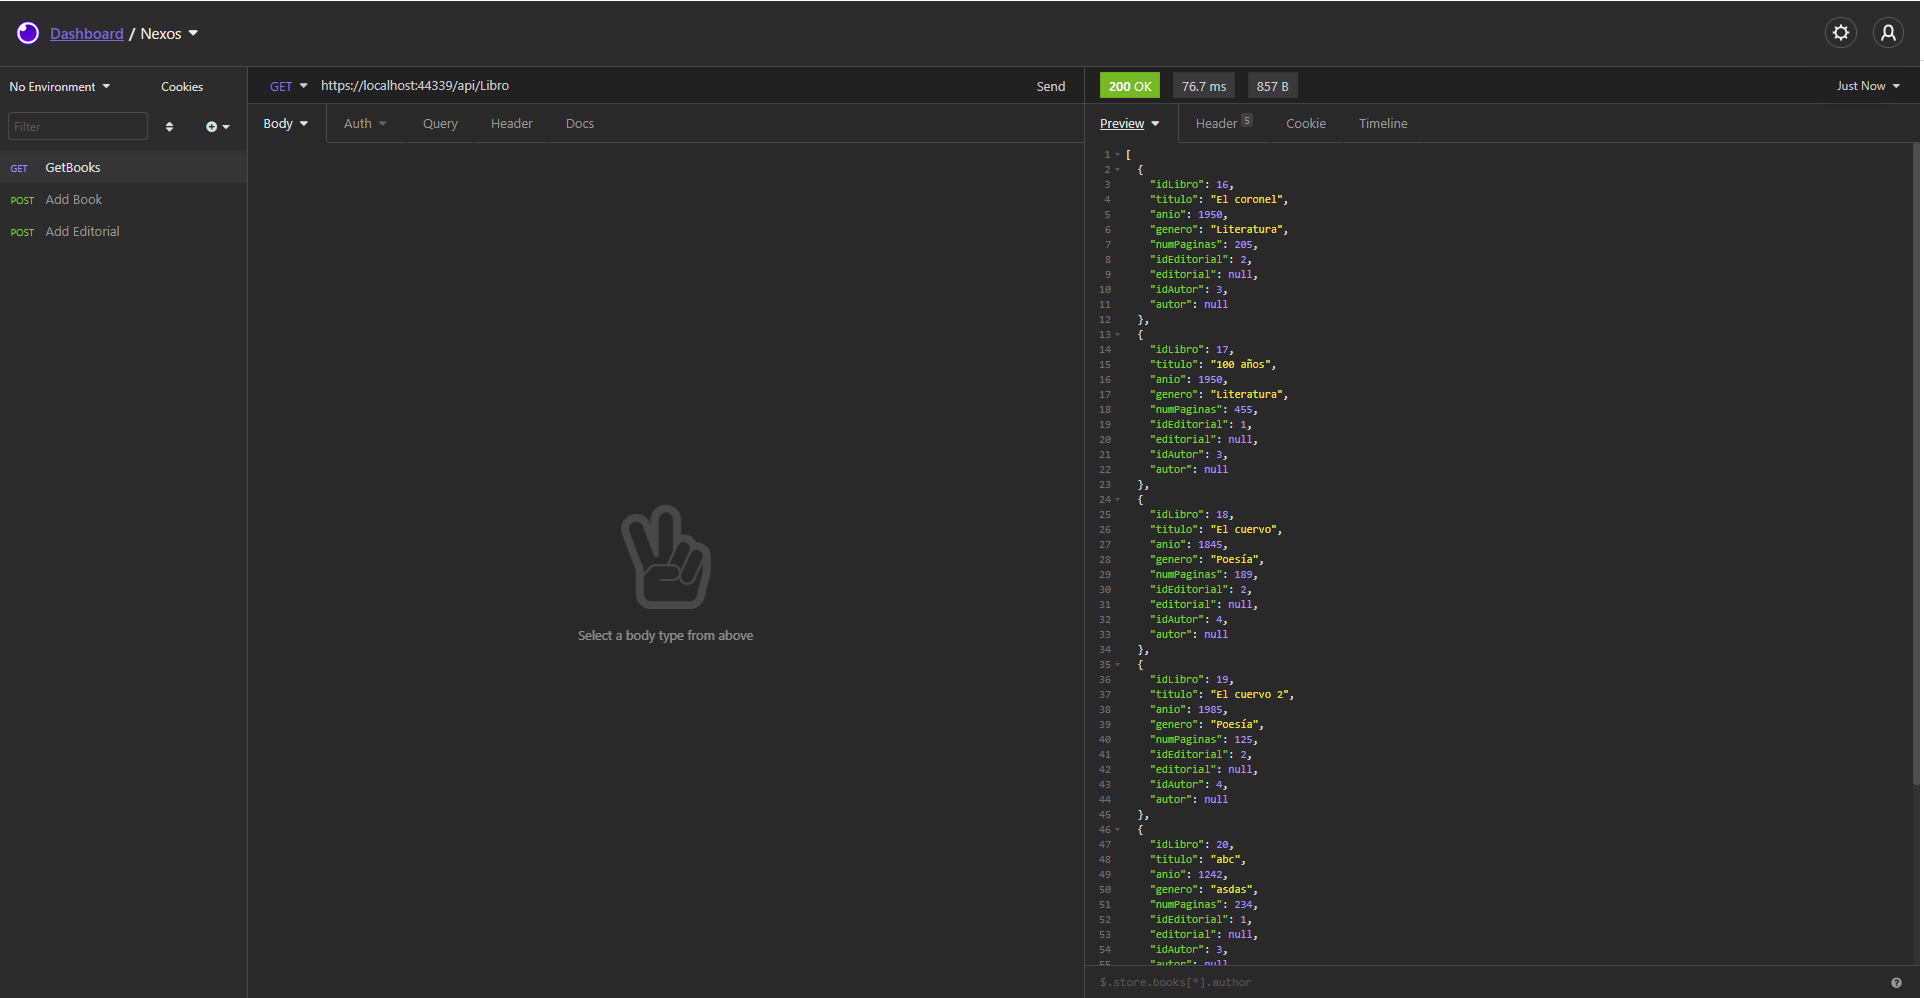 Dashboard / Nexos
No Environment Cookies
Filter
GET GetBooks
POST Add Book
POST Add Editorial
GET https://localhost:44339/api/Libro Send
Body Auth Query Header Docs
Select a body type from above
200 OK 76.7 ms 857 B Just Now
Preview Header 5 Cookie Timeline
1 [
2 {
3 "idLibro": 16,
4 "titulo": "El coronel",
5 "anio": 1950,
6 "genero": "Literatura",
7 "numPaginas": 205,
8 "idEditorial": 2,
9 "editorial": null,
10 "idAutor": 3,
11 "autor": null
12 },
13 {
14 "idLibro": 17,
15 "titulo": "100 años",
16 "anio": 1950,
17 "genero": "Literatura",
18 "numPaginas": 455,
19 "idEditorial": 1,
20 "editorial": null,
21 "idAutor": 3,
22 "autor": null
23 },
24 {
25 "idLibro": 18,
26 "titulo": "El cuervo",
27 "anio": 1845,
28 "genero": "Poesía",
29 "numPaginas": 189,
30 "idEditorial": 2,
31 "editorial": null,
32 "idAutor": 4,
33 "autor": null
34 },
35 {
36 "idLibro": 19,
37 "titulo": "El cuervo 2",
38 "anio": 1985,
39 "genero": "Poesía",
40 "numPaginas": 125,
41 "idEditorial": 2,
42 "editorial": null,
43 "idAutor": 4,
44 "autor": null
45 },
46 {
47 "idLibro": 20,
48 "titulo": "abc",
49 "anio": 1242,
50 "genero": "asdas",
51 "numPaginas": 234,
52 "idEditorial": 1,
53 "editorial": null,
54 "idAutor": 3,
55 "autor": null
$.store.books[*].author